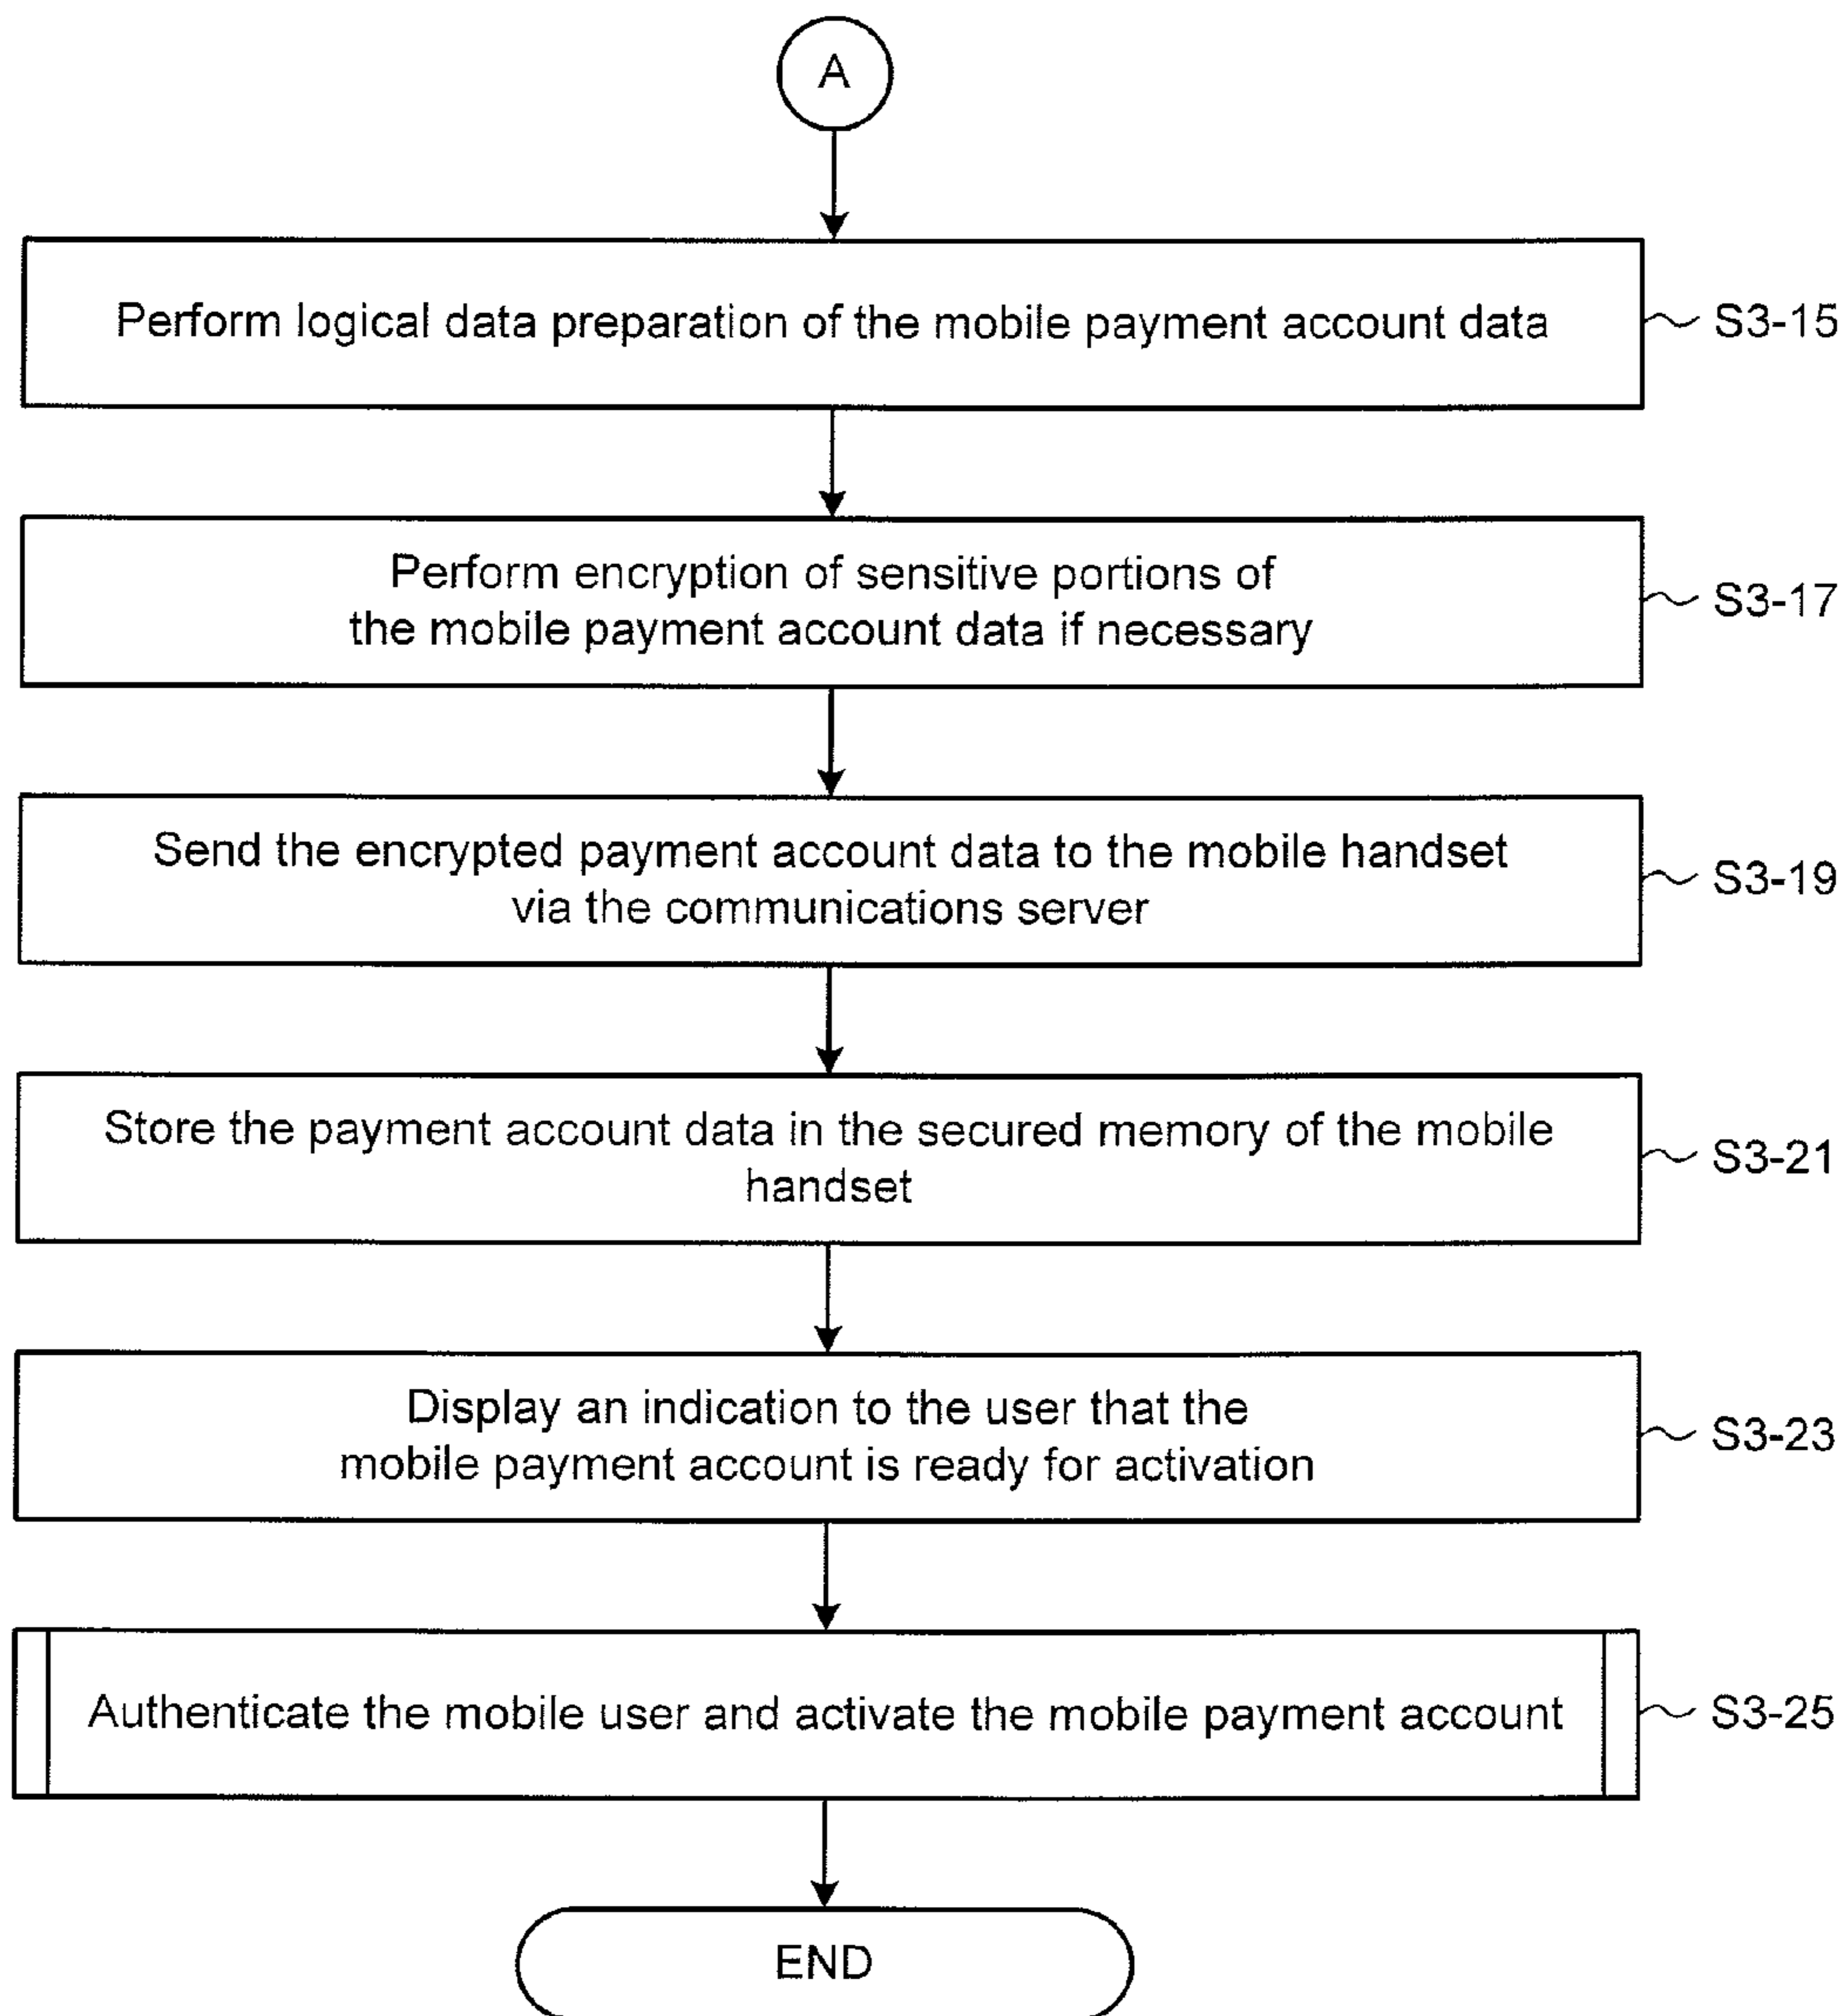 A
Perform logical data preparation of the mobile payment account data
S3-15
Perform encryption of sensitive portions of
the mobile payment account data if necessary
S3-17
Send the encrypted payment account data to the mobile handset
via the communications server
S3-19
Store the payment account data in the secured memory of the mobile
handset
S3-21
Display an indication to the user that the
mobile payment account is ready for activation
S3-23
Authenticate the mobile user and activate the mobile payment account
S3-25
END